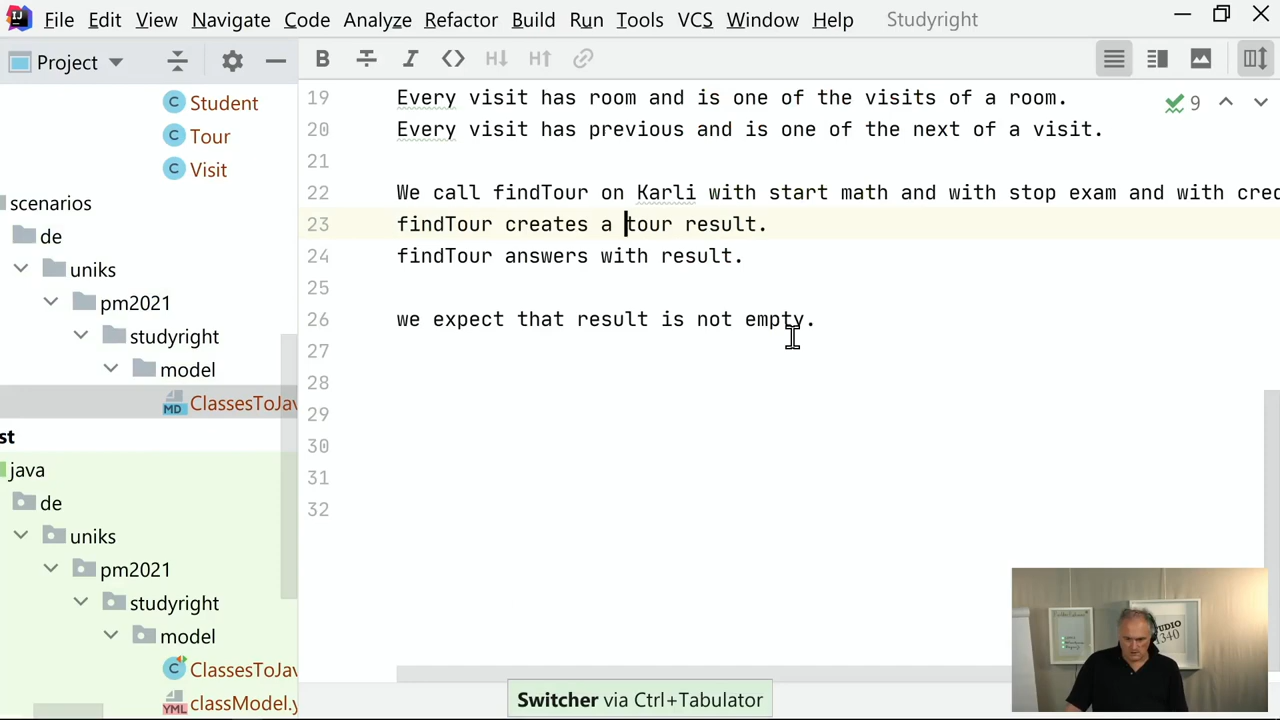 File Edit View Navigate Code Analyze Refactor Build Run Tools VCS Window Help Studyright
Project
B H↓ H↑
Student
Tour
Visit
scenarios
de
uniks
pm2021
studyright
model
MD ClassesToJav
st
java
de
uniks
pm2021
studyright
model
ClassesToJav
YML classModel.y
19 Every visit has room and is one of the visits of a room.
20 Every visit has previous and is one of the next of a visit.
21
22 We call findTour on Karli with start math and with stop exam and with cred
23 findTour creates a tour result.
24 findTour answers with result.
25
26 we expect that result is not empty.
27
28
29
30
31
32
9
Switcher via Ctrl+Tabulator
STUDIO
1340